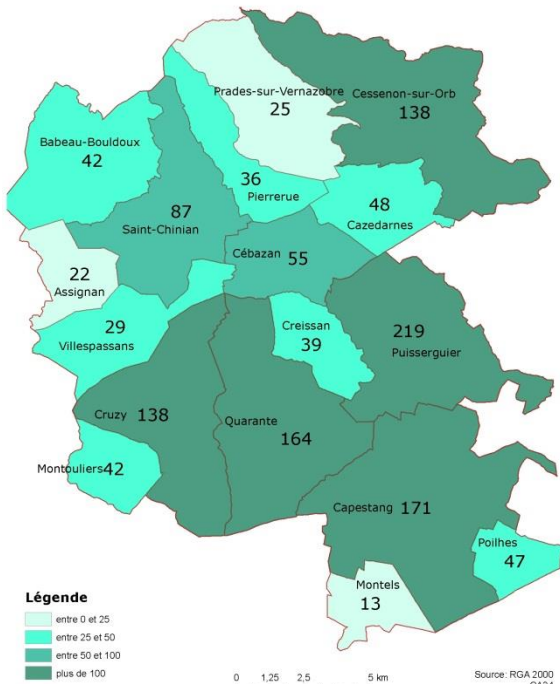 Prades-sur-Vernazobre
25
Cessenon-sur-Orb
138
Babeau-Bouldoux
42
36
Pierrerue
87
Saint-Chinian
48
Cazedarnes
Cébazan
55
22
Assignan
29
Villespassans
Creissan
39
219
Puisserguier
Cruzy 138
Quarante
164
Montouliers 42
Capestang 171
Poilhes
47
Montels
13
Légende
entre 0 et 25
entre 25 et 50
entre 50 et 100
plus de 100
0 1,25 2,5 5 km
Source: RGA 2000